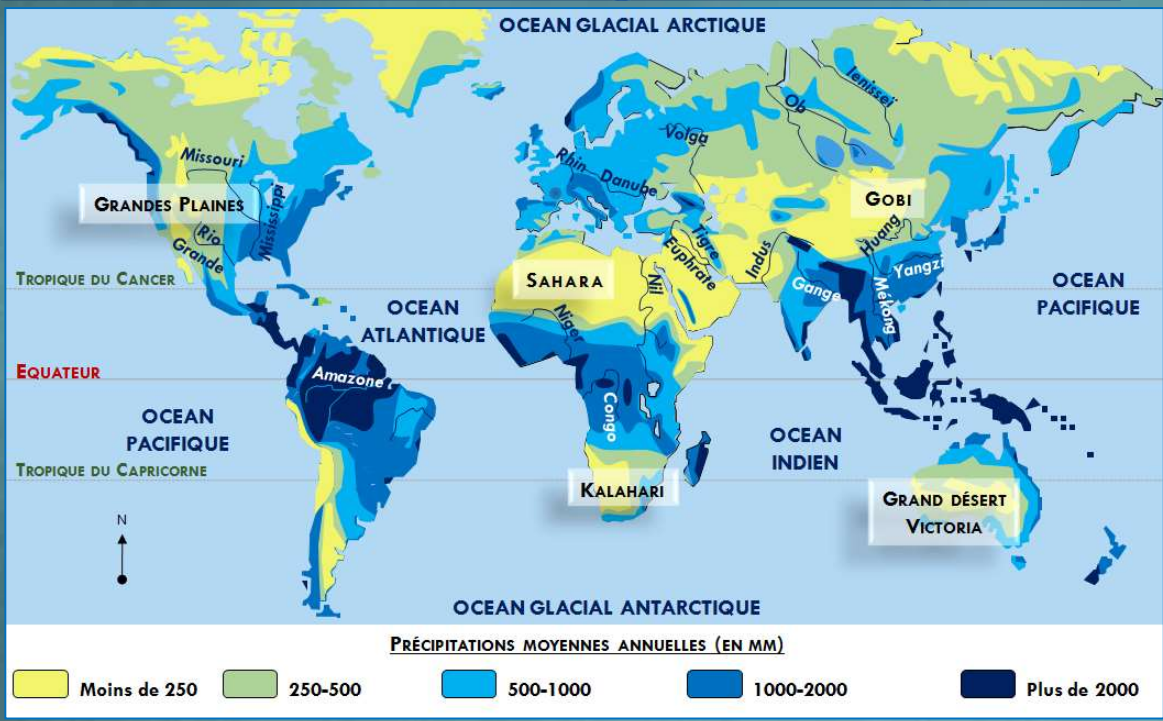 OCEAN GLACIAL ARCTIQUE
Ienissei
Ob
Volga
Missouri
Rhin
Danube
GRANDES PLAINES
Mississippi
GOBI
Rio
Grande
Tigre
Euphrate
Indus
Huang
TROPIQUE DU CANCER
SAHARA
Nil
Gange
Yangzi
Mékong
OCEAN
PACIFIQUE
OCEAN
ATLANTIQUE
Niger
EQUATEUR
Amazone
Congo
OCEAN
PACIFIQUE
OCEAN
INDIEN
TROPIQUE DU CAPRICORNE
KALAHARI
GRAND DÉSERT
VICTORIA
N
OCEAN GLACIAL ANTARCTIQUE
PRÉCIPITATIONS MOYENNES ANNUELLES (EN MM)
Moins de 250
250-500
500-1000
1000-2000
Plus de 2000